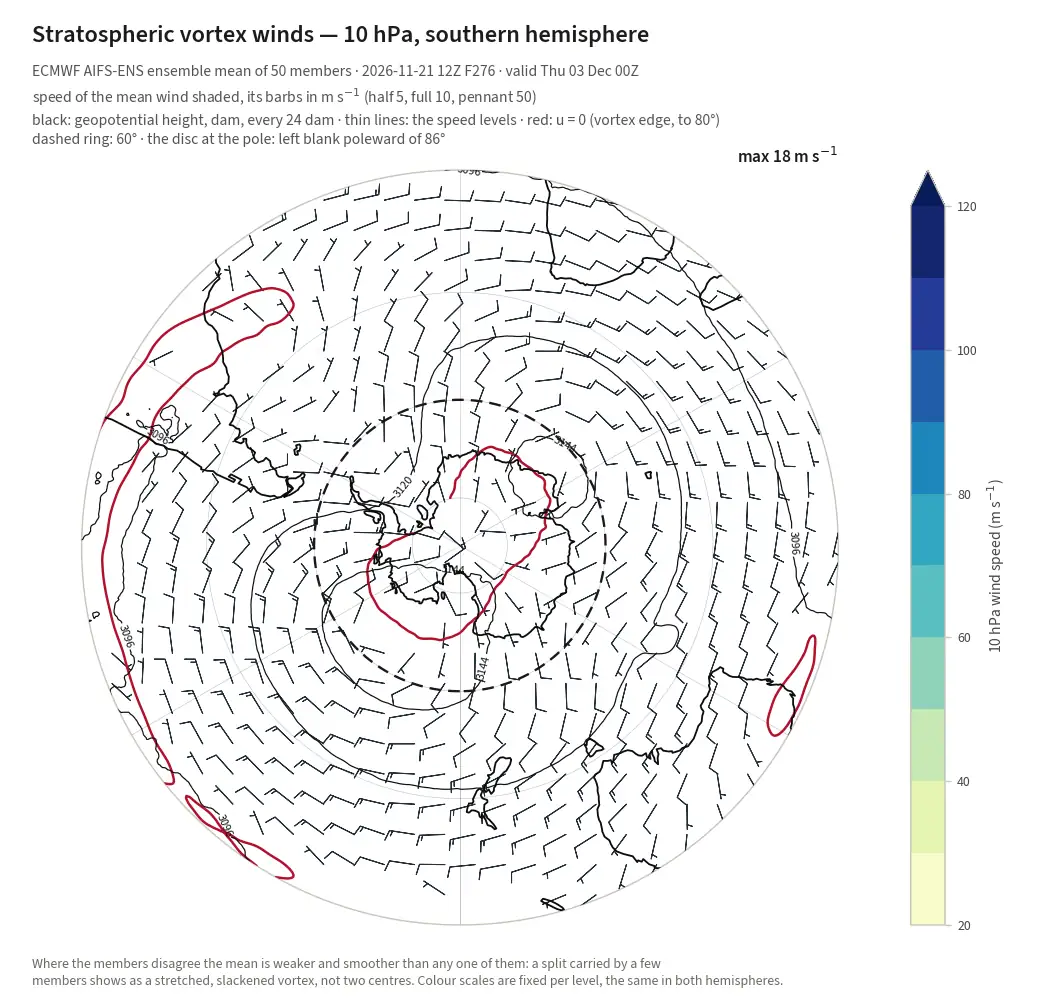 Stratospheric vortex winds — 10 hPa, southern hemisphere
ECMWF AIFS-ENS ensemble mean of 50 members · 2026-11-21 12Z F276 · valid Thu 03 Dec 00Z
speed of the mean wind shaded, its barbs in m s⁻¹ (half 5, full 10, pennant 50)
black: geopotential height, dam, every 24 dam · thin lines: the speed levels · red: u = 0 (vortex edge, to 80°)
dashed ring: 60° · the disc at the pole: left blank poleward of 86°
max 18 m s⁻¹
3096
120
100
80
60
40
20
10 hPa wind speed (m s⁻¹)
3096
3144
3120
3096
3144
3096
3144
3096
Where the members disagree the mean is weaker and smoother than any one of them: a split carried by a few
members shows as a stretched, slackened vortex, not two centres. Colour scales are fixed per level, the same in both hemispheres.